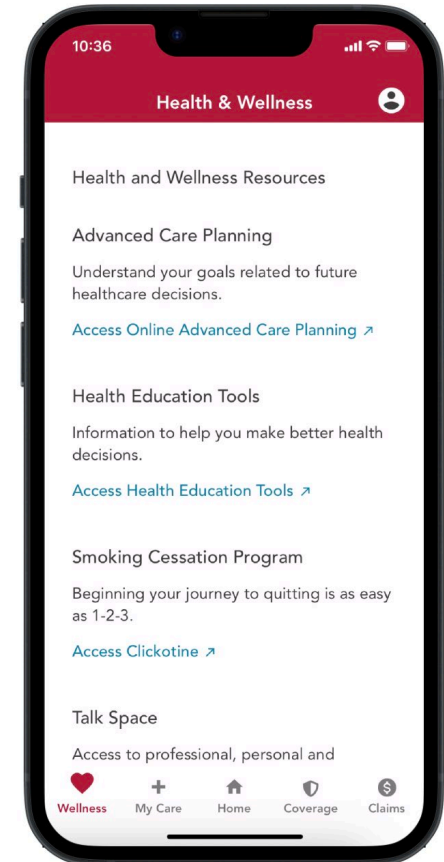 10:36
Health & Wellness
Health and Wellness Resources
Advanced Care Planning
Understand your goals related to future
healthcare decisions.
Access Online Advanced Care Planning ↗
Health Education Tools
Information to help you make better health
decisions.
Access Health Education Tools ↗
Smoking Cessation Program
Beginning your journey to quitting is as easy
as 1-2-3.
Access Clickotine ↗
Talk Space
Access to professional, personal and
Wellness My Care Home Coverage Claims